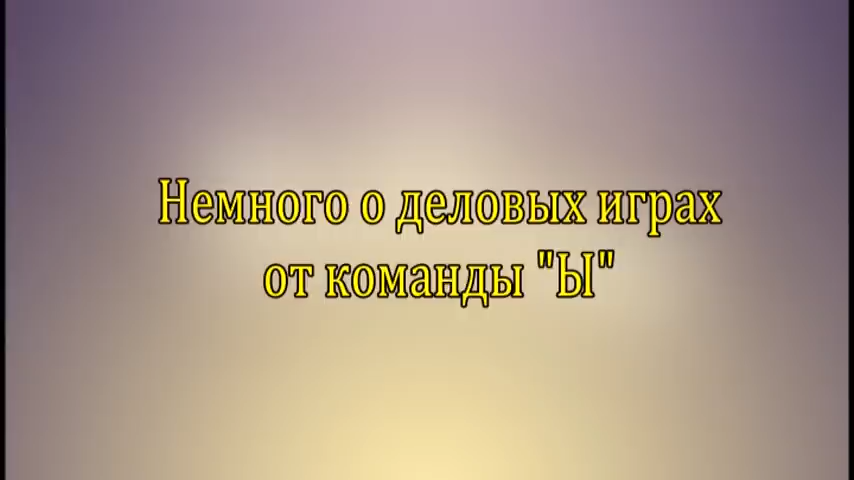 Немного о деловых играх
от команды "Ы"